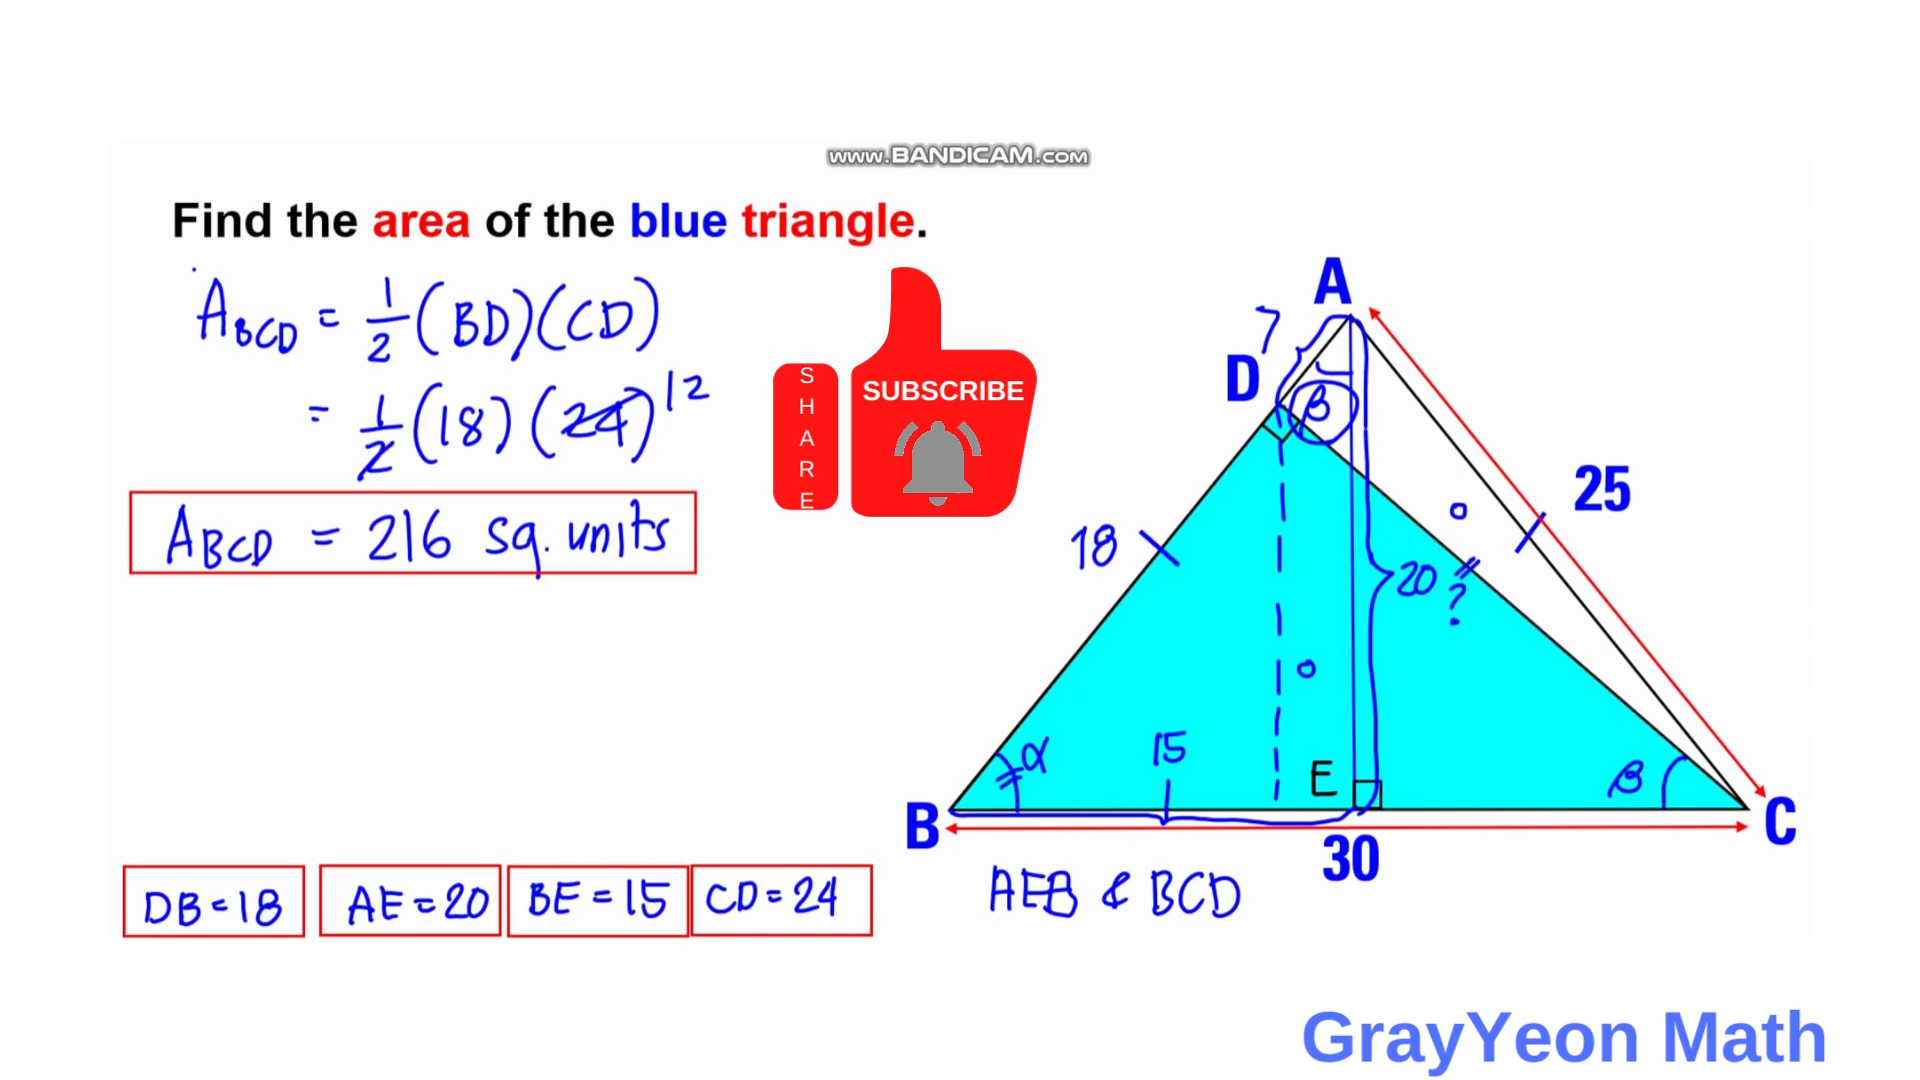 www.BANDICAM.com
Find the area of the blue triangle.
A_BCD = 1/2 (BD)(CD)
= 1/2 (18) (24) 12
A_BCD = 216 sq. units
SHARE
SUBSCRIBE
A
7
D
β
25
18
20
?
15
α
E
β
B
C
30
DB = 18
AE = 20
BE = 15
CD = 24
AEB & BCD
GrayYeon Math